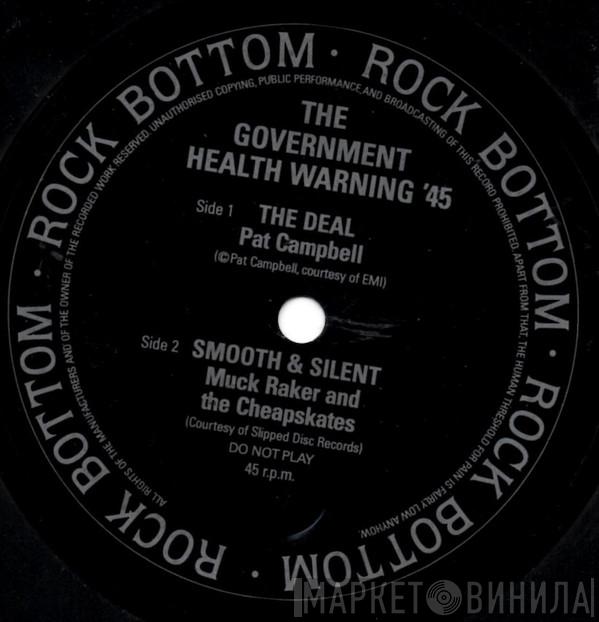 ROCK BOTTOM · ROCK BOTTOM · ROCK BOTTOM · ROCK BOTTOM ·
ALL RIGHTS OF THE MANUFACTURERS AND OF THE OWNER OF THE RECORDED WORK RESERVED. UNAUTHORISED COPYING, PUBLIC PERFORMANCE AND BROADCASTING OF THIS RECORD PROHIBITED. APART FROM THAT, THE HUMAN THRESHOLD FOR PAIN IS FAIRLY LOW ANYHOW.
THE
GOVERNMENT
HEALTH WARNING '45
Side 1 THE DEAL
Pat Campbell
(©Pat Campbell, courtesy of EMI)
Side 2 SMOOTH & SILENT
Muck Raker and
the Cheapskates
(Courtesy of Slipped Disc Records)
DO NOT PLAY
45 r.p.m.
МАРКЕТ ВИНИЛА